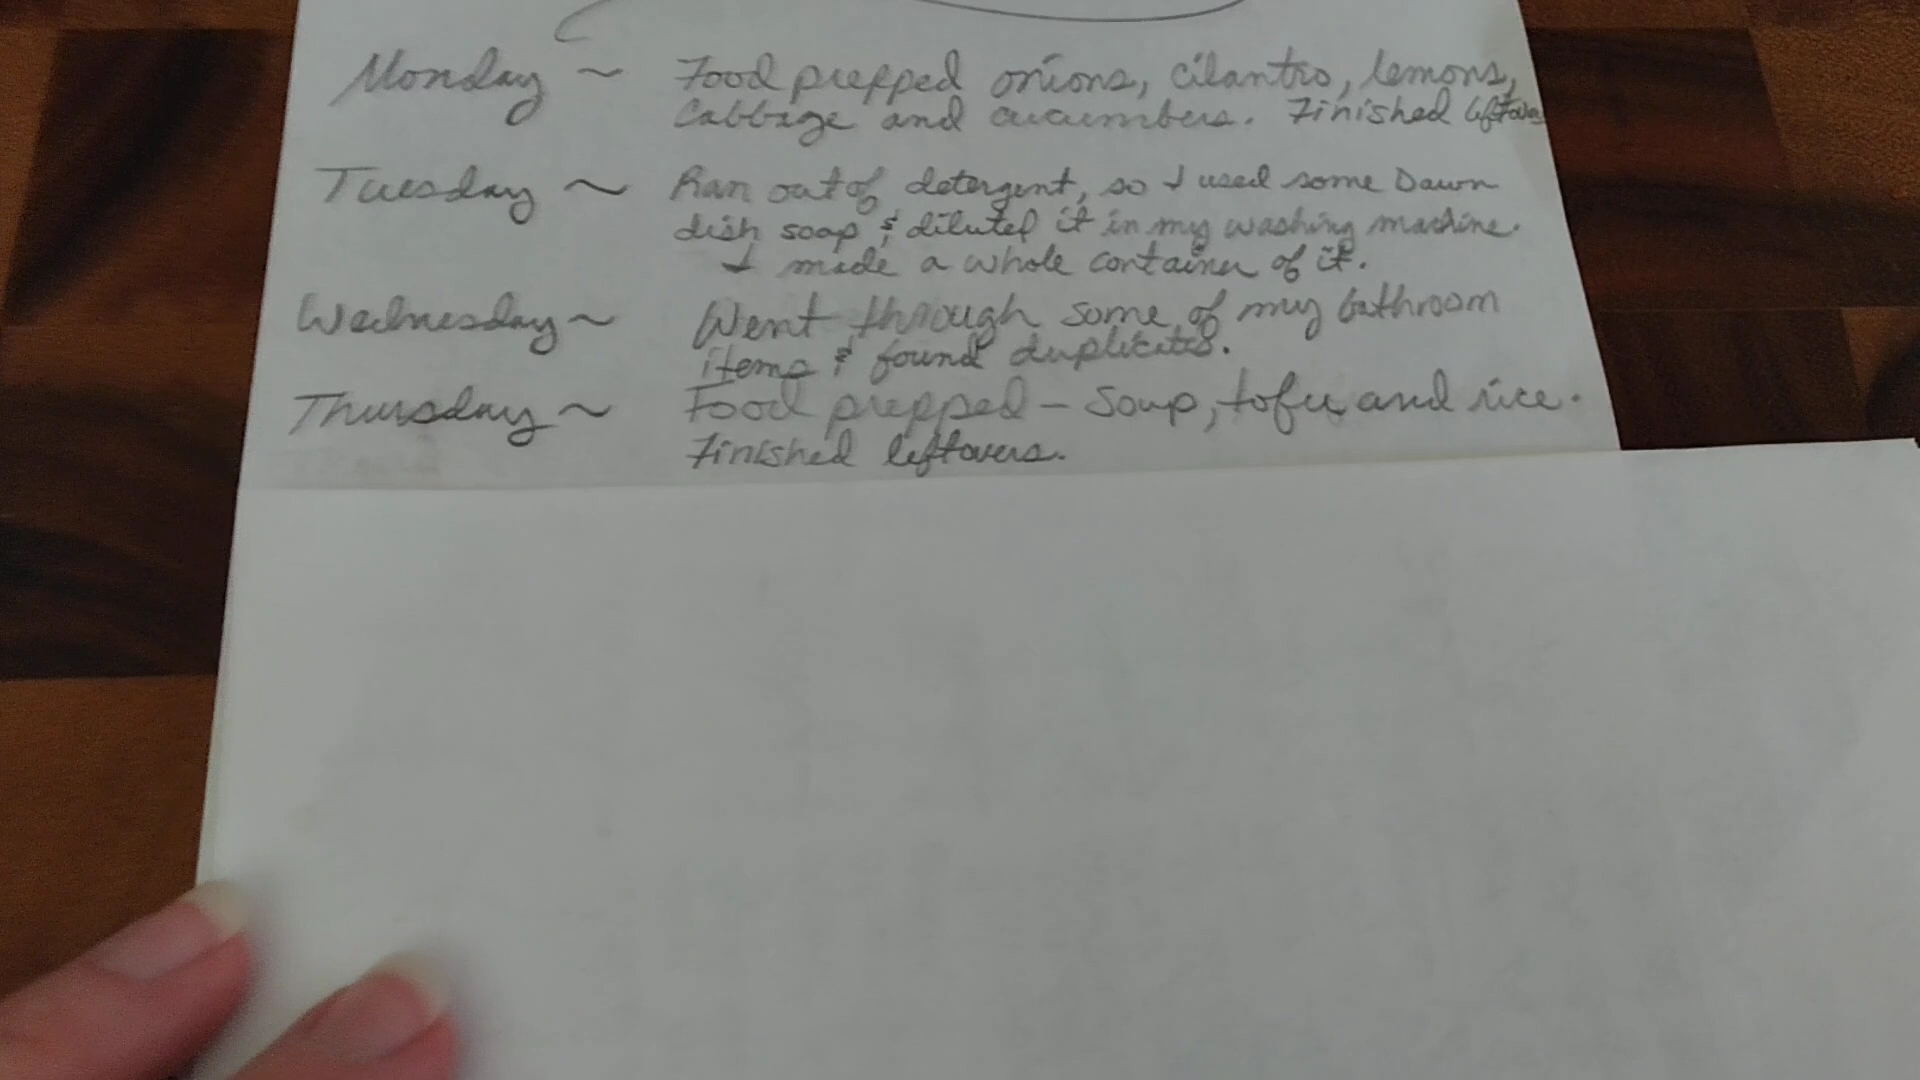 Monday ~ Food prepped onions, cilantro, lemons,
cabbage and cucumbers. Finished leftovers
Tuesday ~ Ran out of detergent, so I used some Dawn
dish soap & diluted it in my washing machine.
I made a whole container of it.
Wednesday ~ Went through some of my bathroom
items & found duplicates.
Thursday ~ Food prepped - Soup, tofu and rice.
Finished leftovers.